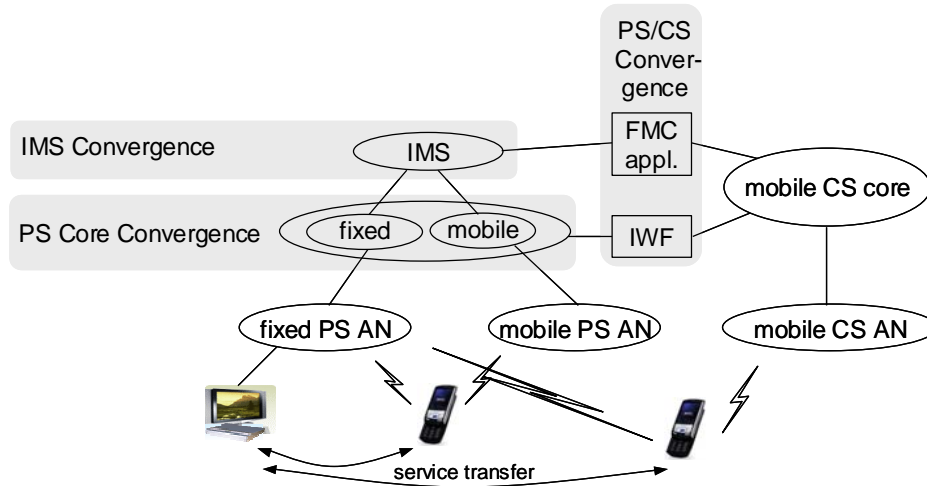 PS/CS
Conver-
gence
IMS Convergence
IMS
FMC
appl.
mobile CS core
PS Core Convergence
fixed
mobile
IWF
fixed PS AN
mobile PS AN
mobile CS AN
service transfer